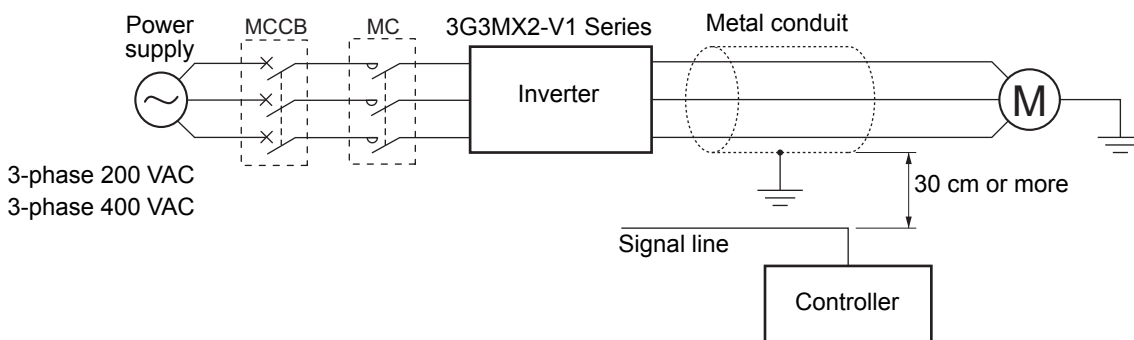 Power
supply
MCCB
MC
3G3MX2-V1 Series
Metal conduit
Inverter
M
3-phase 200 VAC
3-phase 400 VAC
30 cm or more
Signal line
Controller